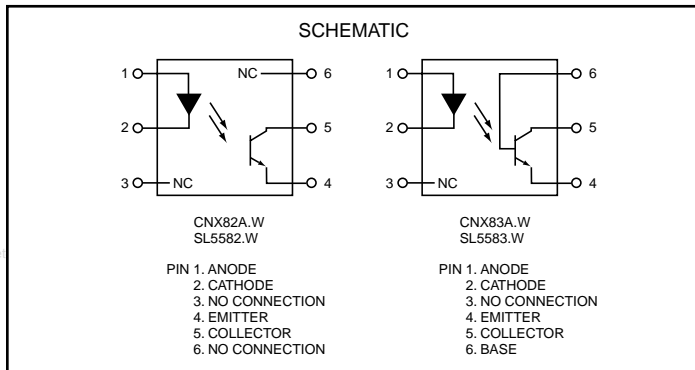 SCHEMATIC
1
2
3
NC
NC
6
5
4
1
2
3
NC
6
5
4
CNX82A.W
SL5582.W
CNX83A.W
SL5583.W
PIN 1. ANODE
2. CATHODE
3. NO CONNECTION
4. EMITTER
5. COLLECTOR
6. NO CONNECTION
PIN 1. ANODE
2. CATHODE
3. NO CONNECTION
4. EMITTER
5. COLLECTOR
6. BASE